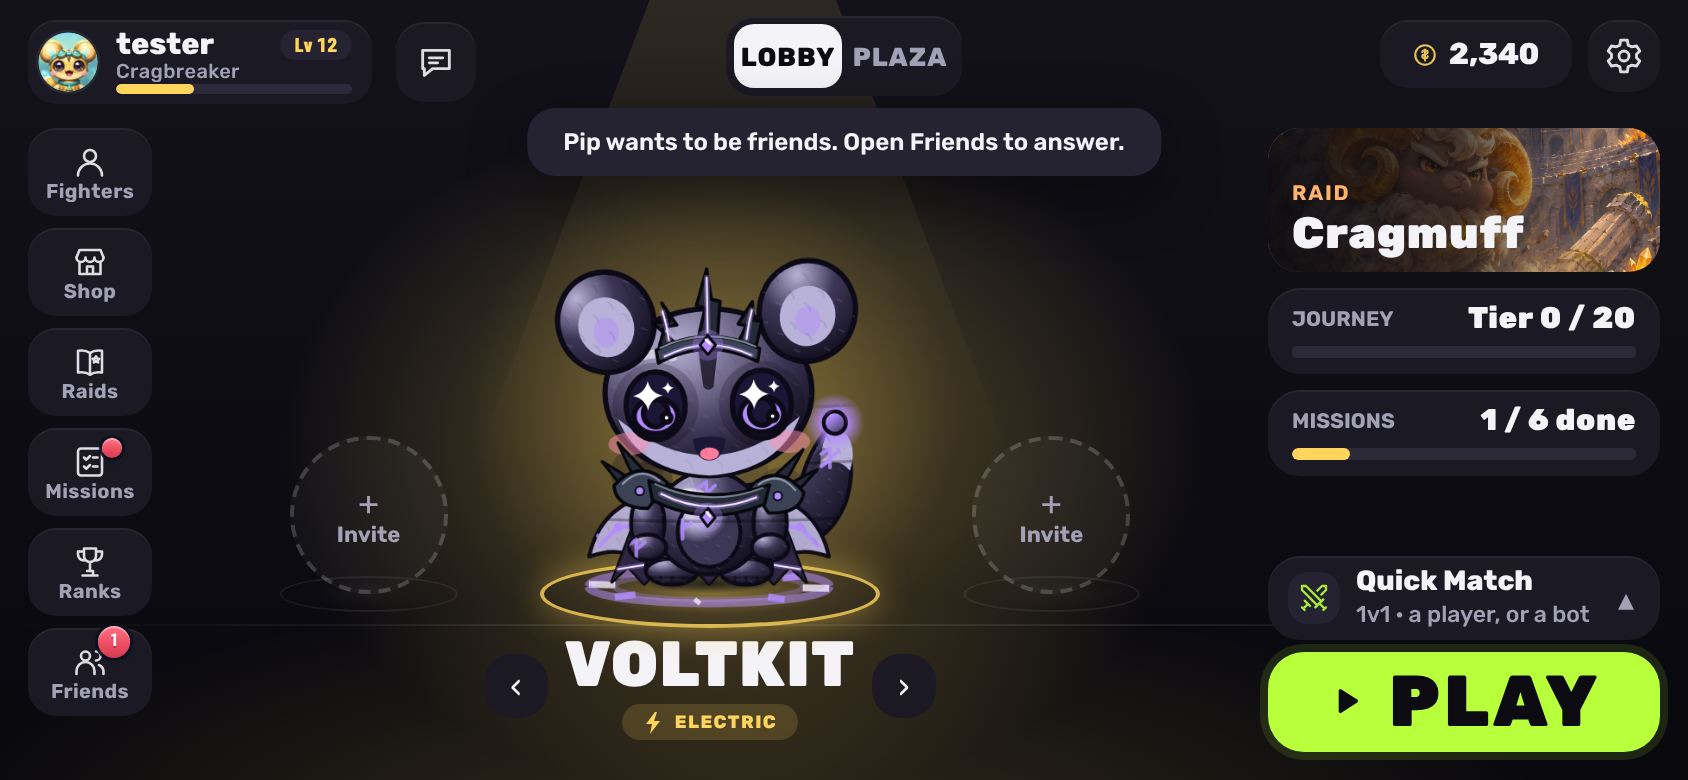 tester
Lv 12
Cragbreaker
LOBBY
PLAZA
2,340
Pip wants to be friends. Open Friends to answer.
Fighters
Shop
Raids
Missions
Ranks
1
Friends
+
Invite
+
Invite
VOLTKIT
ELECTRIC
RAID
Cragmuff
JOURNEY
Tier 0 / 20
MISSIONS
1 / 6 done
Quick Match
1v1 • a player, or a bot
PLAY